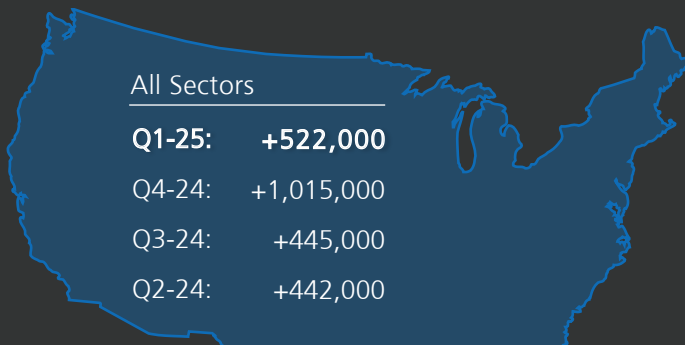 All Sectors
Q1-25: +522,000
Q4-24: +1,015,000
Q3-24: +445,000
Q2-24: +442,000